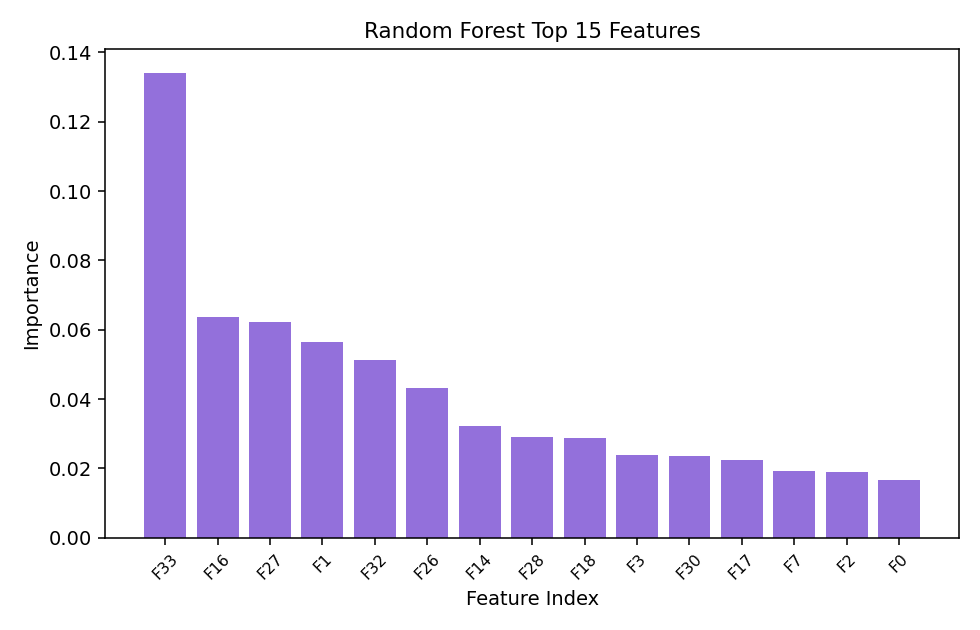 Random Forest Top 15 Features
Importance
0.14
0.12
0.10
0.08
0.06
0.04
0.02
0.00
F33 F16 F27 F1 F32 F26 F14 F28 F18 F3 F30 F17 F7 F2 F0
Feature Index